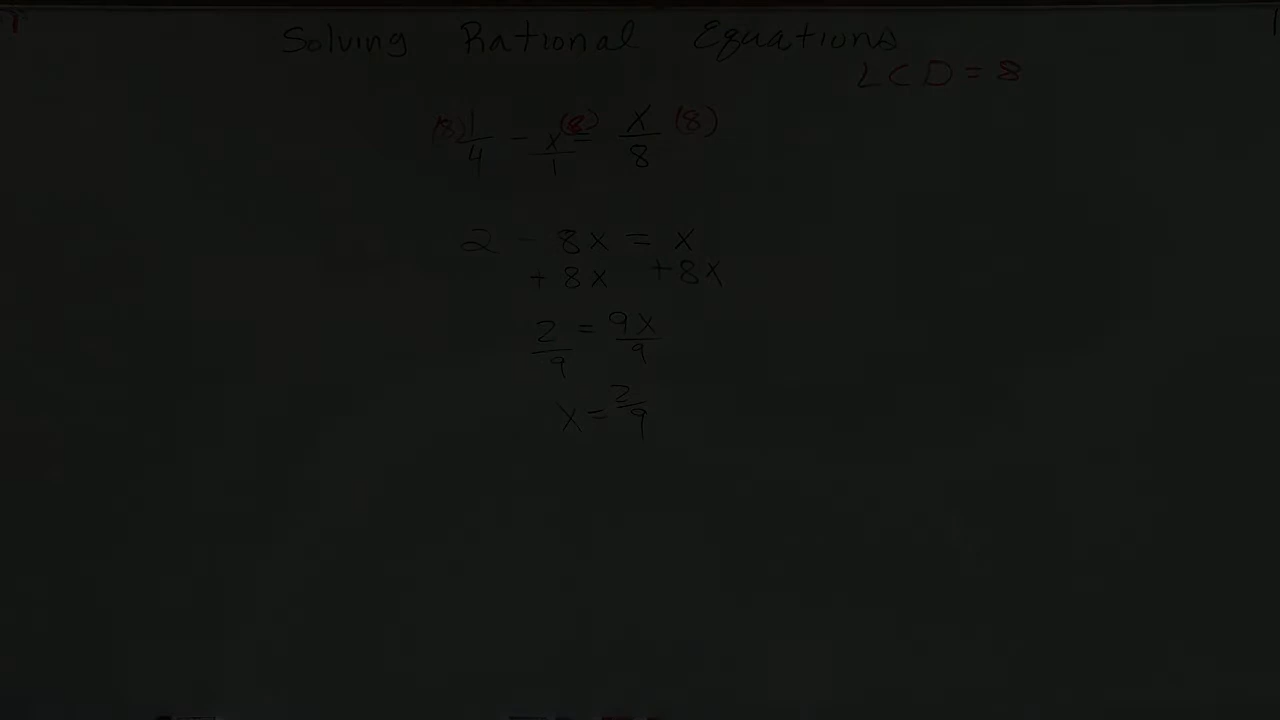 Solving Rational Equations
LCD = 8
(8) 1/4 - x/1 (8) = x/8 (8)
2 - 8x = x
+ 8x + 8x
2/9 = 9x/9
x = 2/9